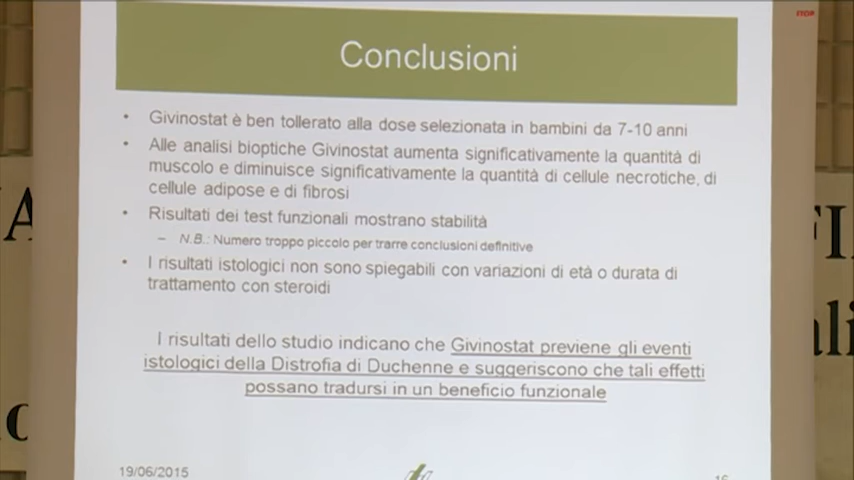 STOP
Conclusioni
• Givinostat è ben tollerato alla dose selezionata in bambini da 7-10 anni
• Alle analisi bioptiche Givinostat aumenta significativamente la quantità di
muscolo e diminuisce significativamente la quantità di cellule necrotiche, di
cellule adipose e di fibrosi
• Risultati dei test funzionali mostrano stabilità
– N.B.: Numero troppo piccolo per trarre conclusioni definitive
• I risultati istologici non sono spiegabili con variazioni di età o durata di
trattamento con steroidi
I risultati dello studio indicano che Givinostat previene gli eventi
istologici della Distrofia di Duchenne e suggeriscono che tali effetti
possano tradursi in un beneficio funzionale
19/06/2015